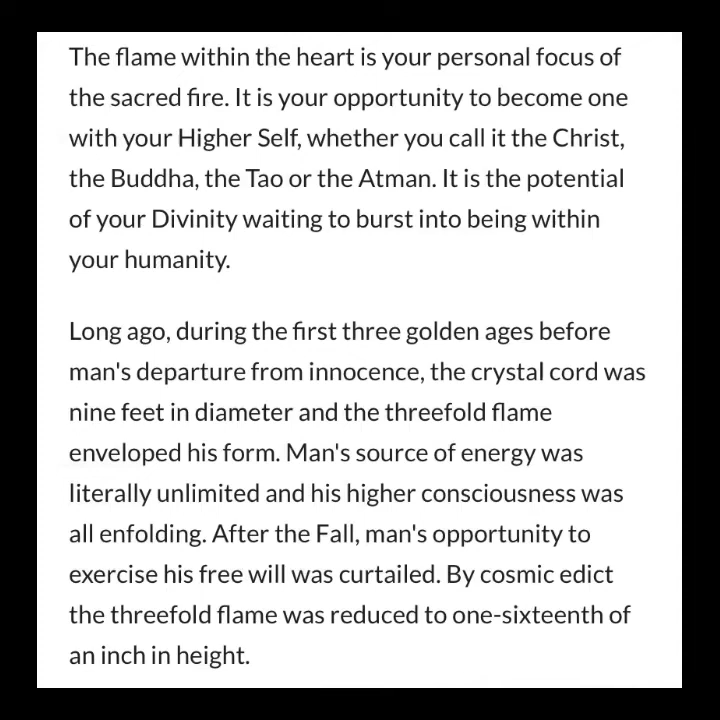 The flame within the heart is your personal focus of
the sacred fire. It is your opportunity to become one
with your Higher Self, whether you call it the Christ,
the Buddha, the Tao or the Atman. It is the potential
of your Divinity waiting to burst into being within
your humanity.
Long ago, during the first three golden ages before
man's departure from innocence, the crystal cord was
nine feet in diameter and the threefold flame
enveloped his form. Man's source of energy was
literally unlimited and his higher consciousness was
all enfolding. After the Fall, man's opportunity to
exercise his free will was curtailed. By cosmic edict
the threefold flame was reduced to one-sixteenth of
an inch in height.